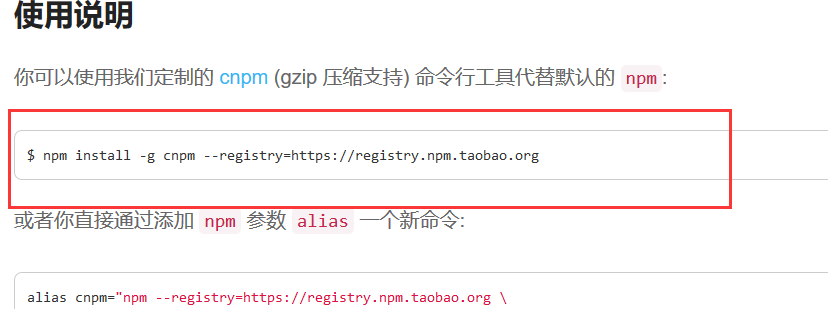 使用说明
你可以使用我们定制的 cnpm (gzip 压缩支持) 命令行工具代替默认的 npm:
$ npm install -g cnpm --registry=https://registry.npm.taobao.org
或者你直接通过添加 npm 参数 alias 一个新命令:
alias cnpm="npm --registry=https://registry.npm.taobao.org \